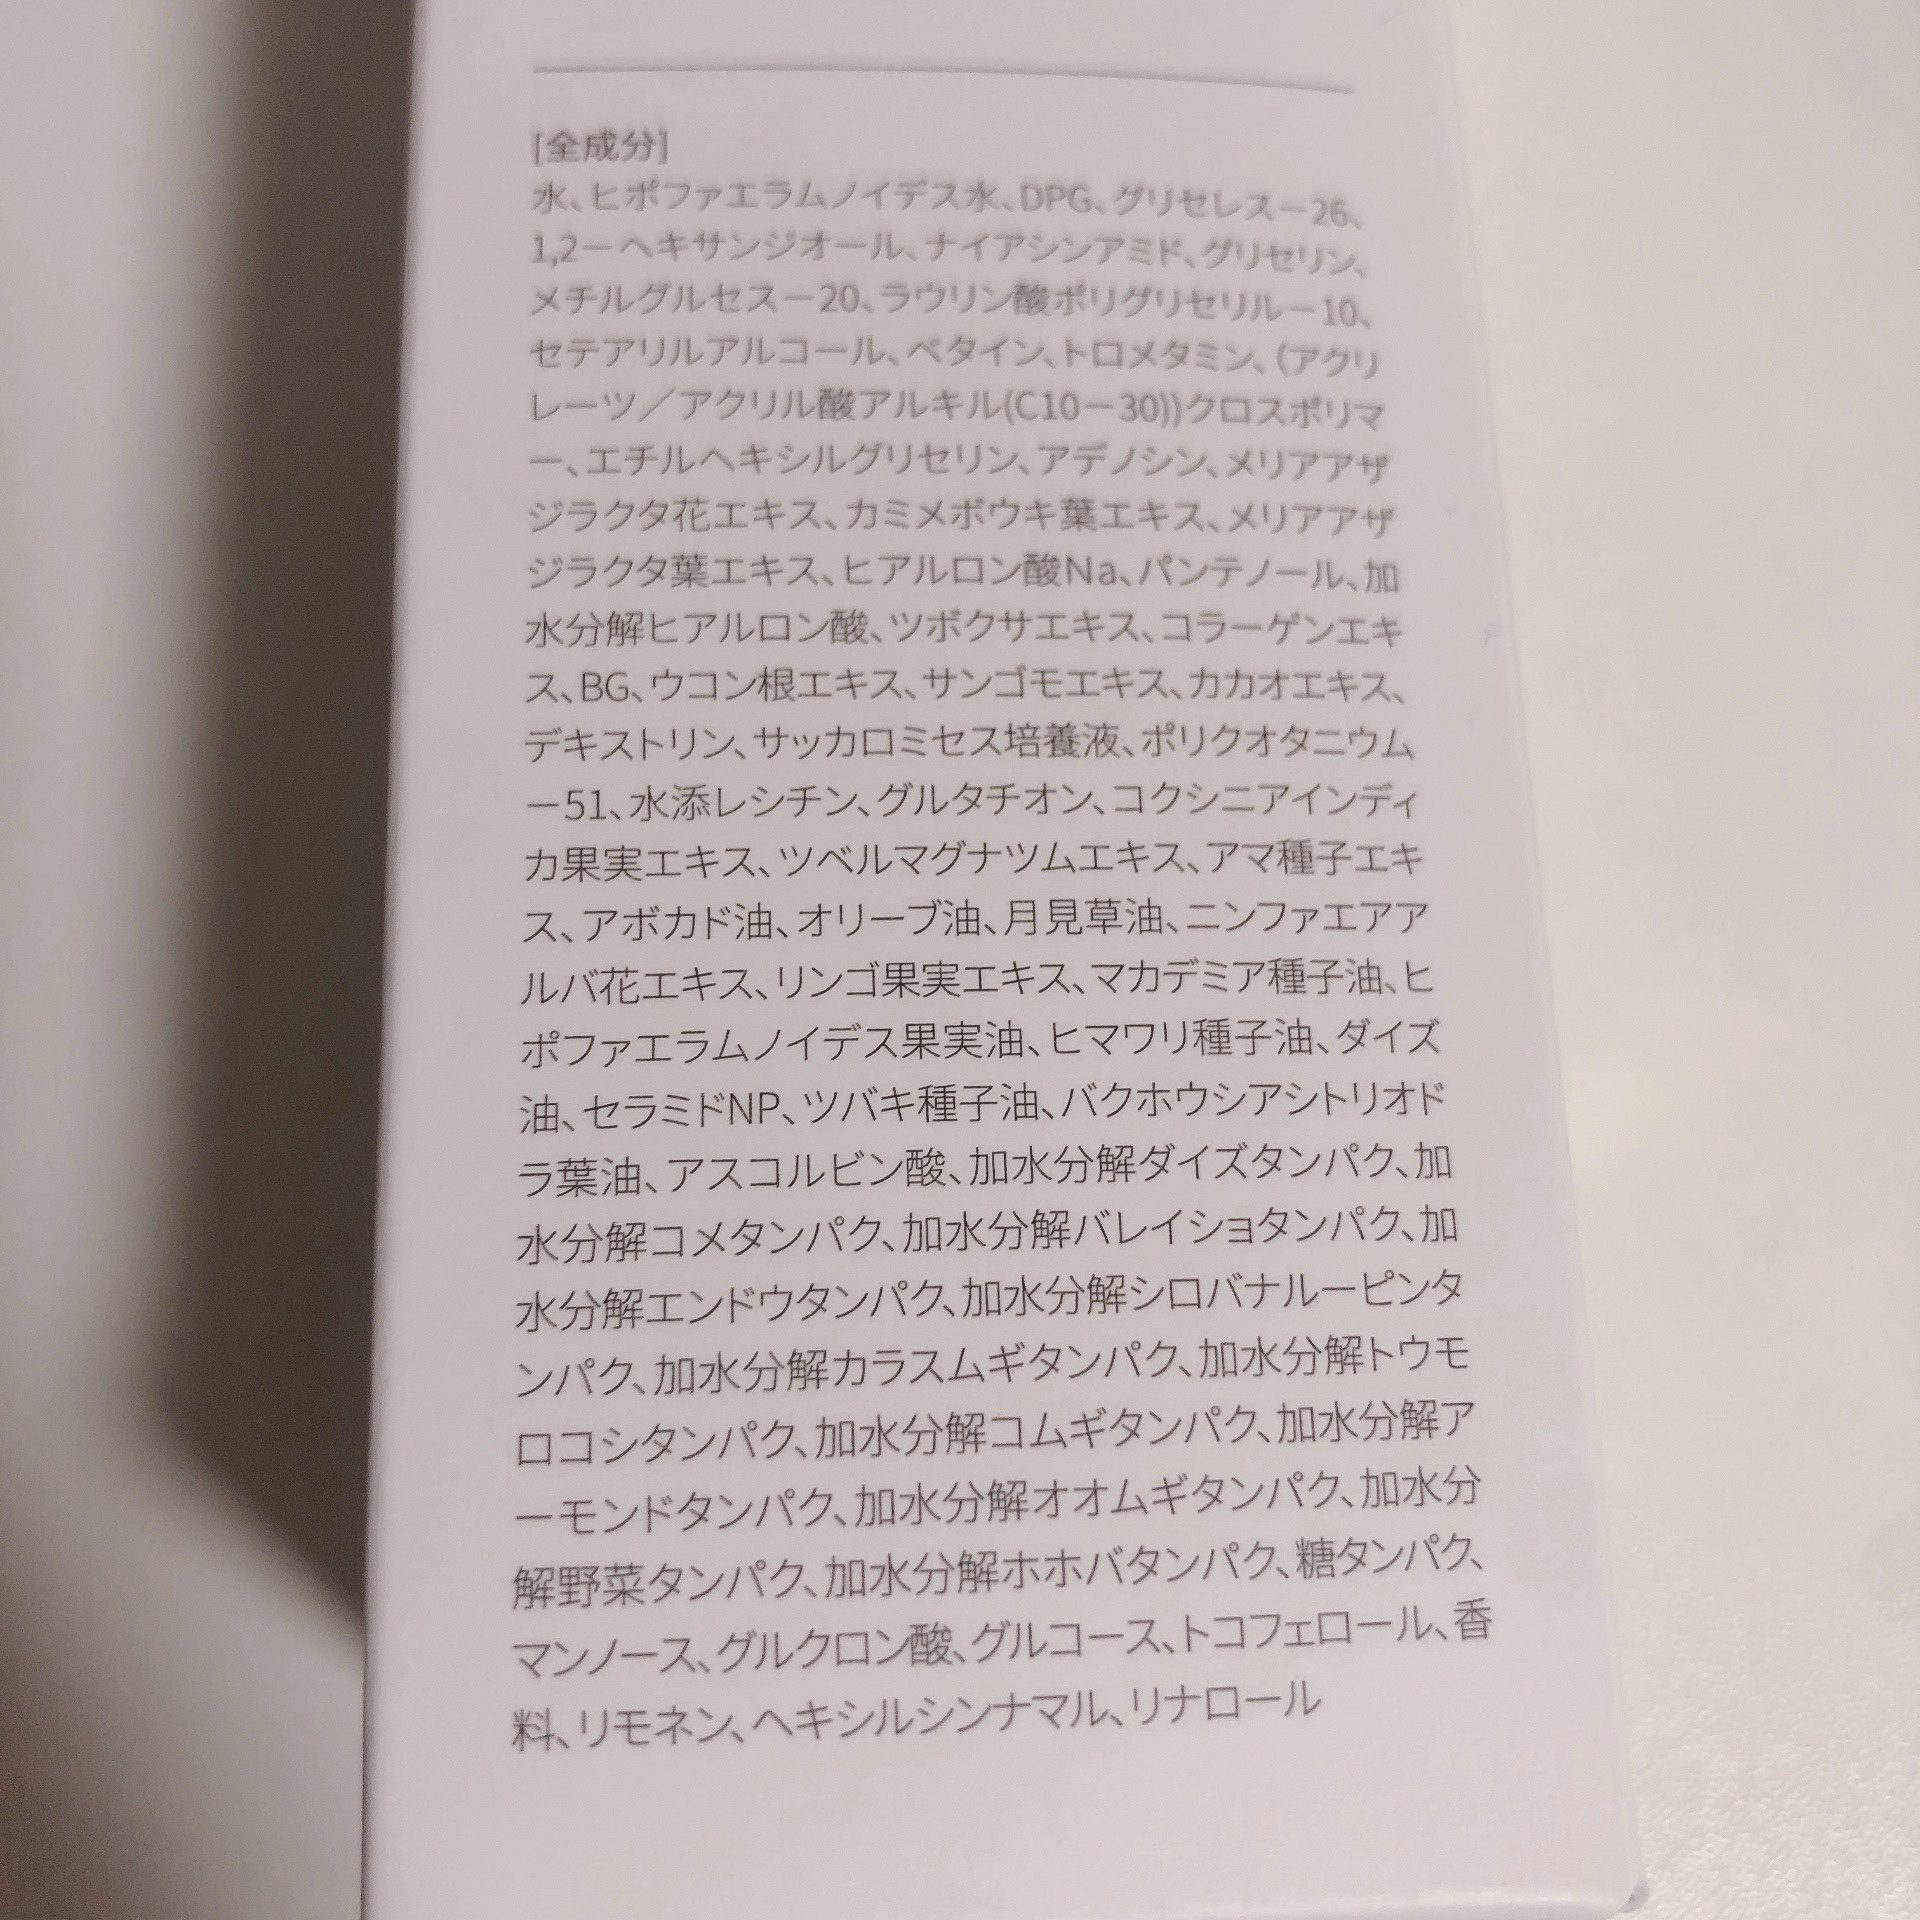 [全成分]
水、ヒポファエラムノイデス水、DPG、グリセレス－26、
1,2－ヘキサンジオール、ナイアシンアミド、グリセリン、
メチルグルセス－20、ラウリン酸ポリグリセリル－10、
セテアリルアルコール、ベタイン、トロメタミン、(アクリ
レーツ／アクリル酸アルキル(C10－30))クロスポリマ
ー、エチルヘキシルグリセリン、アデノシン、メリアアザ
ジラクタ花エキス、カミメボウキ葉エキス、メリアアザ
ジラクタ葉エキス、ヒアルロン酸Na、パンテノール、加
水分解ヒアルロン酸、ツボクサエキス、コラーゲンエキ
ス、BG、ウコン根エキス、サンゴモエキス、カカオエキス、
デキストリン、サッカロミセス培養液、ポリクオタニウム
－51、水添レシチン、グルタチオン、コクシニアインディ
カ果実エキス、ツベルマグナツムエキス、アマ種子エキ
ス、アボカド油、オリーブ油、月見草油、ニンファエアア
ルバ花エキス、リンゴ果実エキス、マカデミア種子油、ヒ
ポファエラムノイデス果実油、ヒマワリ種子油、ダイズ
油、セラミドNP、ツバキ種子油、バクホウシアシトリオド
ラ葉油、アスコルビン酸、加水分解ダイズタンパク、加
水分解コメタンパク、加水分解バレイショタンパク、加
水分解エンドウタンパク、加水分解シロバナルーピンタ
ンパク、加水分解カラスムギタンパク、加水分解トウモ
ロコシタンパク、加水分解コムギタンパク、加水分解ア
ーモンドタンパク、加水分解オオムギタンパク、加水分
解野菜タンパク、加水分解ホホバタンパク、糖タンパク、
マンノース、グルクロン酸、グルコース、トコフェロール、香
料、リモネン、ヘキシルシンナマル、リナロール